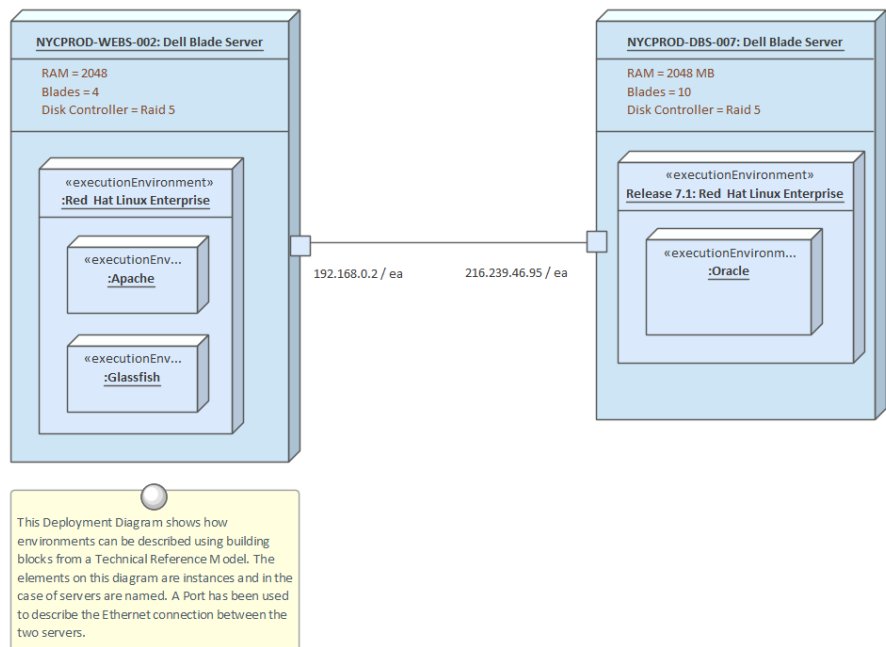 NYCPROD-WEBS-002: Dell Blade Server
RAM = 2048
Blades = 4
Disk Controller = Raid 5
«executionEnvironment»
:Red Hat Linux Enterprise
«executionEnv...
:Apache
«executionEnv...
:Glassfish
192.168.0.2 / ea
216.239.46.95 / ea
NYCPROD-DBS-007: Dell Blade Server
RAM = 2048 MB
Blades = 10
Disk Controller = Raid 5
«executionEnvironment»
Release 7.1: Red Hat Linux Enterprise
«executionEnvironm...
:Oracle
This Deployment Diagram shows how
environments can be described using building
blocks from a Technical Reference Model. The
elements on this diagram are instances and in the
case of servers are named. A Port has been used
to describe the Ethernet connection between the
two servers.